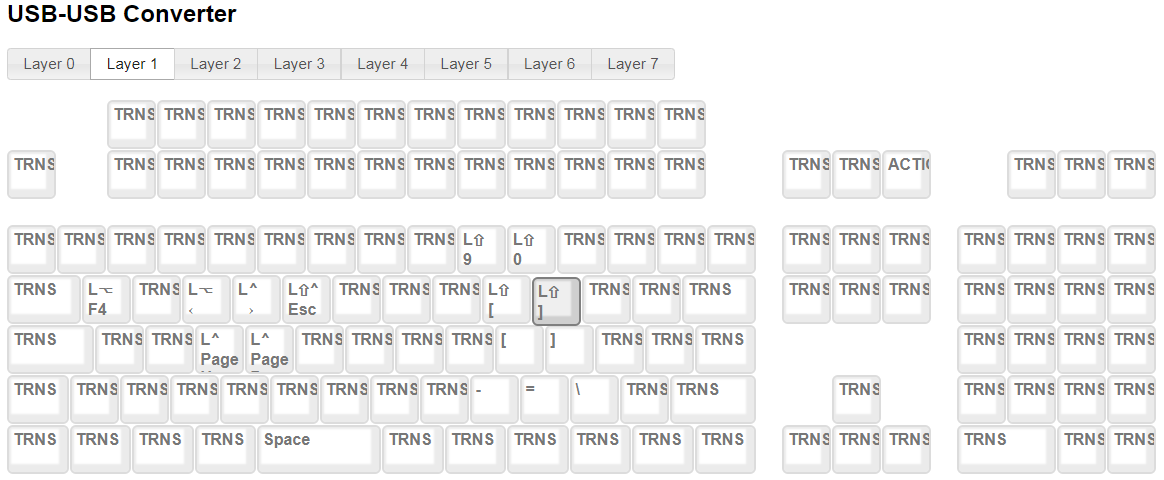 USB-USB Converter
Layer 0 Layer 1 Layer 2 Layer 3 Layer 4 Layer 5 Layer 6 Layer 7
TRNS TRNS TRNS TRNS TRNS TRNS TRNS TRNS TRNS TRNS TRNS TRNS
TRNS TRNS TRNS TRNS TRNS TRNS TRNS TRNS TRNS TRNS TRNS TRNS TRNS TRNS TRNS ACTI TRNS TRNS TRNS
TRNS TRNS TRNS TRNS TRNS TRNS TRNS TRNS TRNS L⇧ L⇧ TRNS TRNS TRNS TRNS TRNS TRNS TRNS TRNS TRNS TRNS TRNS
9 0
TRNS L⌥ TRNS L⌥ L^ L⇧^ TRNS TRNS TRNS L⇧ L⇧ TRNS TRNS TRNS TRNS TRNS TRNS TRNS TRNS TRNS TRNS
F4 ‹ › Esc [ ]
TRNS TRNS TRNS L^ L^ TRNS TRNS TRNS TRNS [ ] TRNS TRNS TRNS TRNS TRNS TRNS TRNS
Page Page
TRNS TRNS TRNS TRNS TRNS TRNS TRNS TRNS TRNS - = \ TRNS TRNS TRNS TRNS TRNS TRNS TRNS
TRNS TRNS TRNS TRNS Space TRNS TRNS TRNS TRNS TRNS TRNS TRNS TRNS TRNS TRNS TRNS TRNS